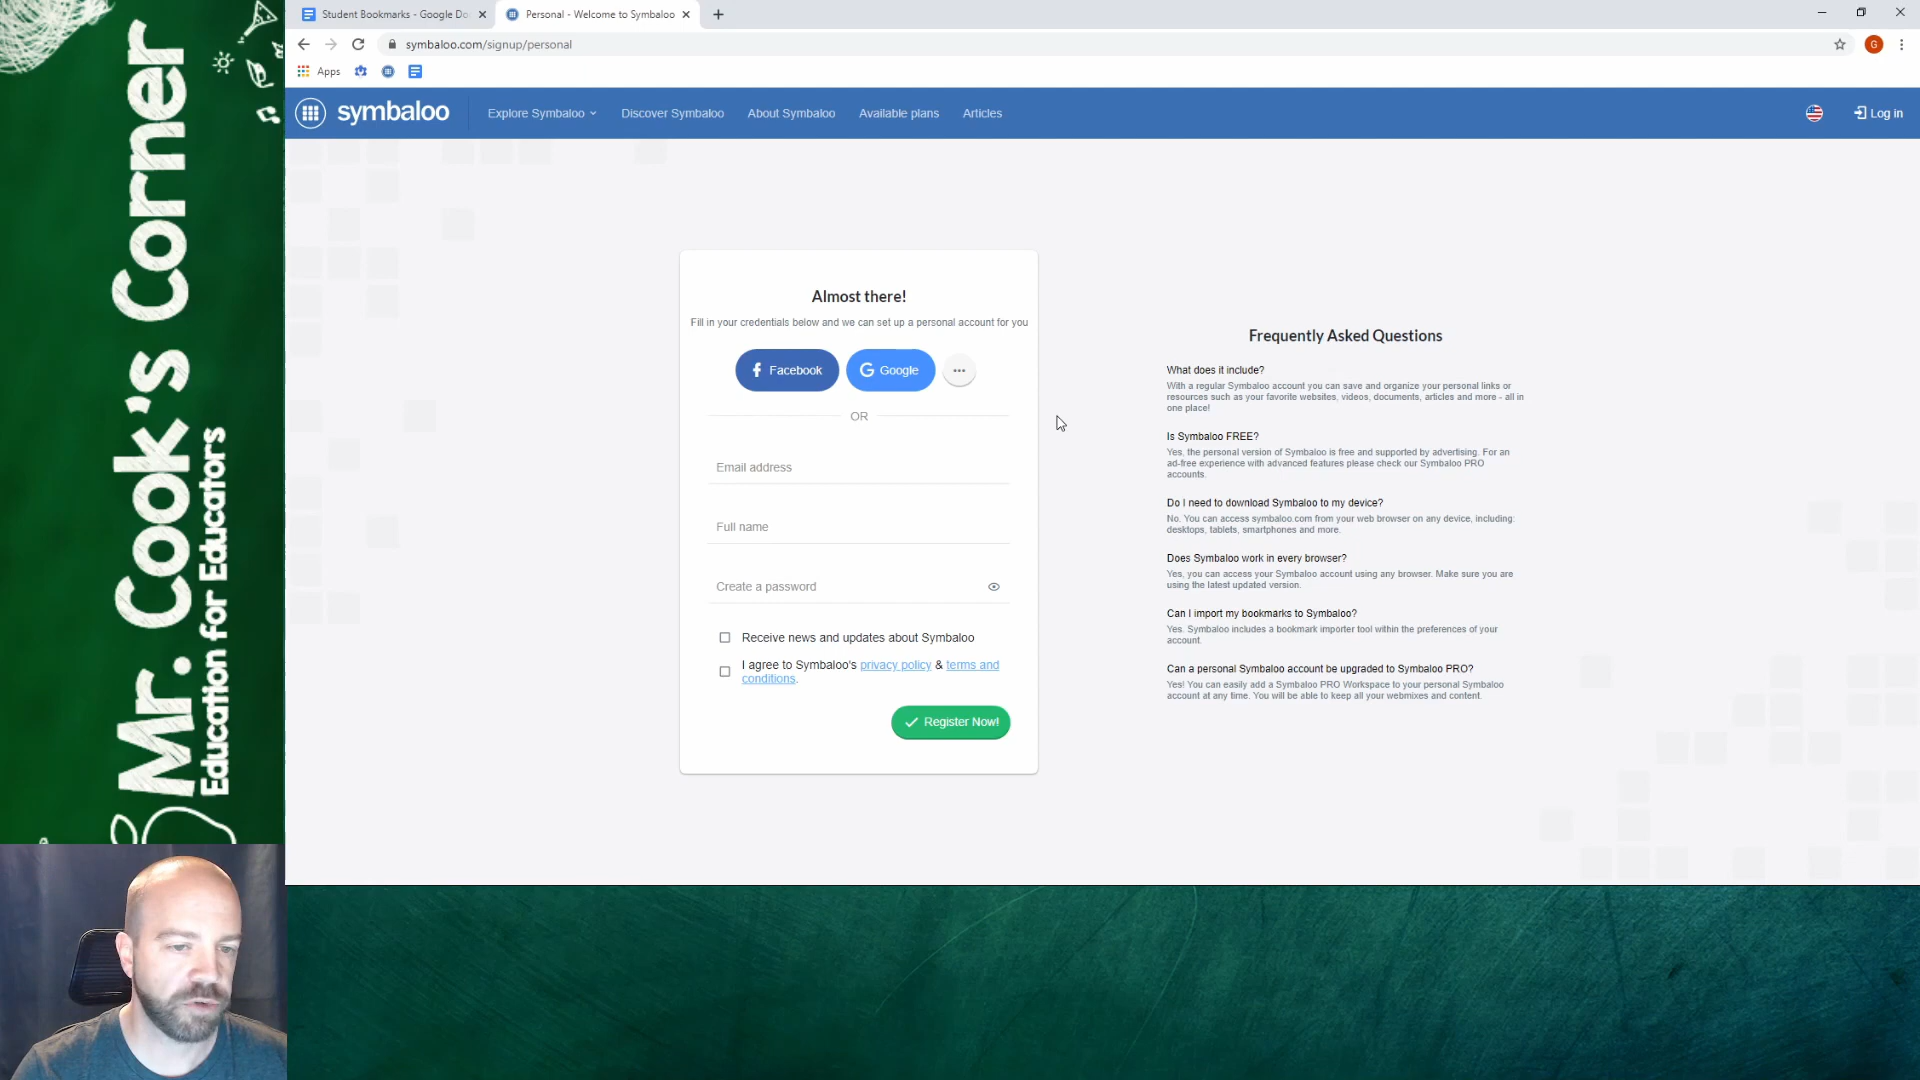 Mr. Cook's Corner
Education for Educators
Student Bookmarks - Google Do
Personal - Welcome to Symbaloo
symbaloo.com/signup/personal
G
Apps
symbaloo
Explore Symbaloo
Discover Symbaloo
About Symbaloo
Available plans
Articles
Log in
Almost there!
Fill in your credentials below and we can set up a personal account for you
Facebook
Google
OR
Email address
Full name
Create a password
Receive news and updates about Symbaloo
I agree to Symbaloo's privacy policy & terms and
conditions.
Register Now!
Frequently Asked Questions
What does it include?
With a regular Symbaloo account you can save and organize your personal links or
resources such as your favorite websites, videos, documents, articles and more - all in
one place!
Is Symbaloo FREE?
Yes, the personal version of Symbaloo is free and supported by advertising. For an
ad-free experience with advanced features please check our Symbaloo PRO
accounts.
Do I need to download Symbaloo to my device?
No. You can access symbaloo.com from your web browser on any device, including:
desktops, tablets, smartphones and more.
Does Symbaloo work in every browser?
Yes, you can access your Symbaloo account using any browser. Make sure you are
using the latest updated version.
Can I import my bookmarks to Symbaloo?
Yes. Symbaloo includes a bookmark importer tool within the preferences of your
account.
Can a personal Symbaloo account be upgraded to Symbaloo PRO?
Yes! You can easily add a Symbaloo PRO Workspace to your personal Symbaloo
account at any time. You will be able to keep all your webmixes and content.